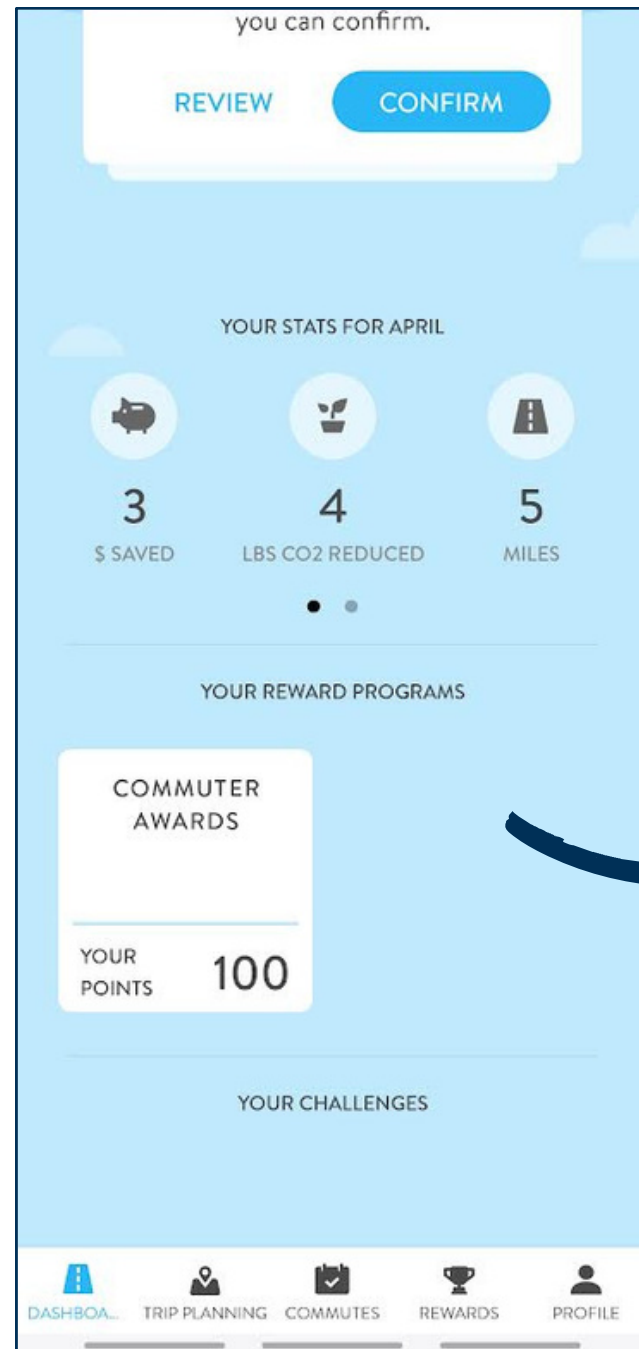 you can confirm.
REVIEW CONFIRM
YOUR STATS FOR APRIL
3 4 5
$ SAVED LBS CO2 REDUCED MILES
YOUR REWARD PROGRAMS
COMMUTER
AWARDS
YOUR
POINTS 100
YOUR CHALLENGES
DASHBOA... TRIP PLANNING COMMUTES REWARDS PROFILE